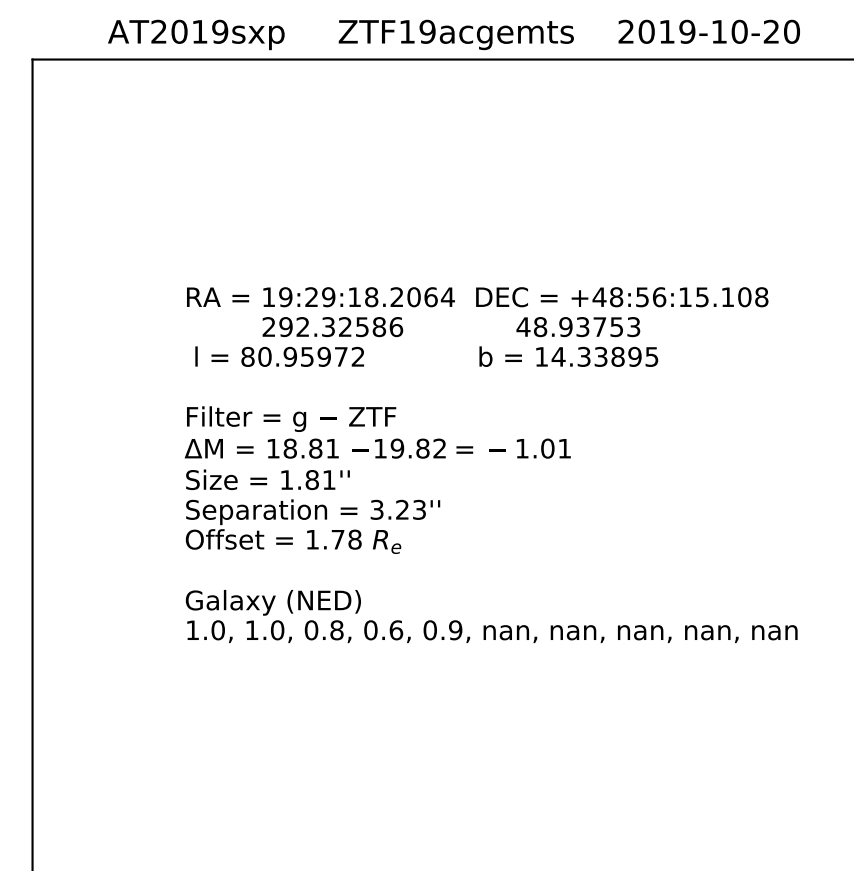 AT2019sxp ZTF19acgemts 2019-10-20
RA = 19:29:18.2064 DEC = +48:56:15.108
292.32586 48.93753
l = 80.95972 b = 14.33895
Filter = g − ZTF
ΔM = 18.81 −19.82 = − 1.01
Size = 1.81''
Separation = 3.23''
Offset = 1.78 Re
Galaxy (NED)
1.0, 1.0, 0.8, 0.6, 0.9, nan, nan, nan, nan, nan